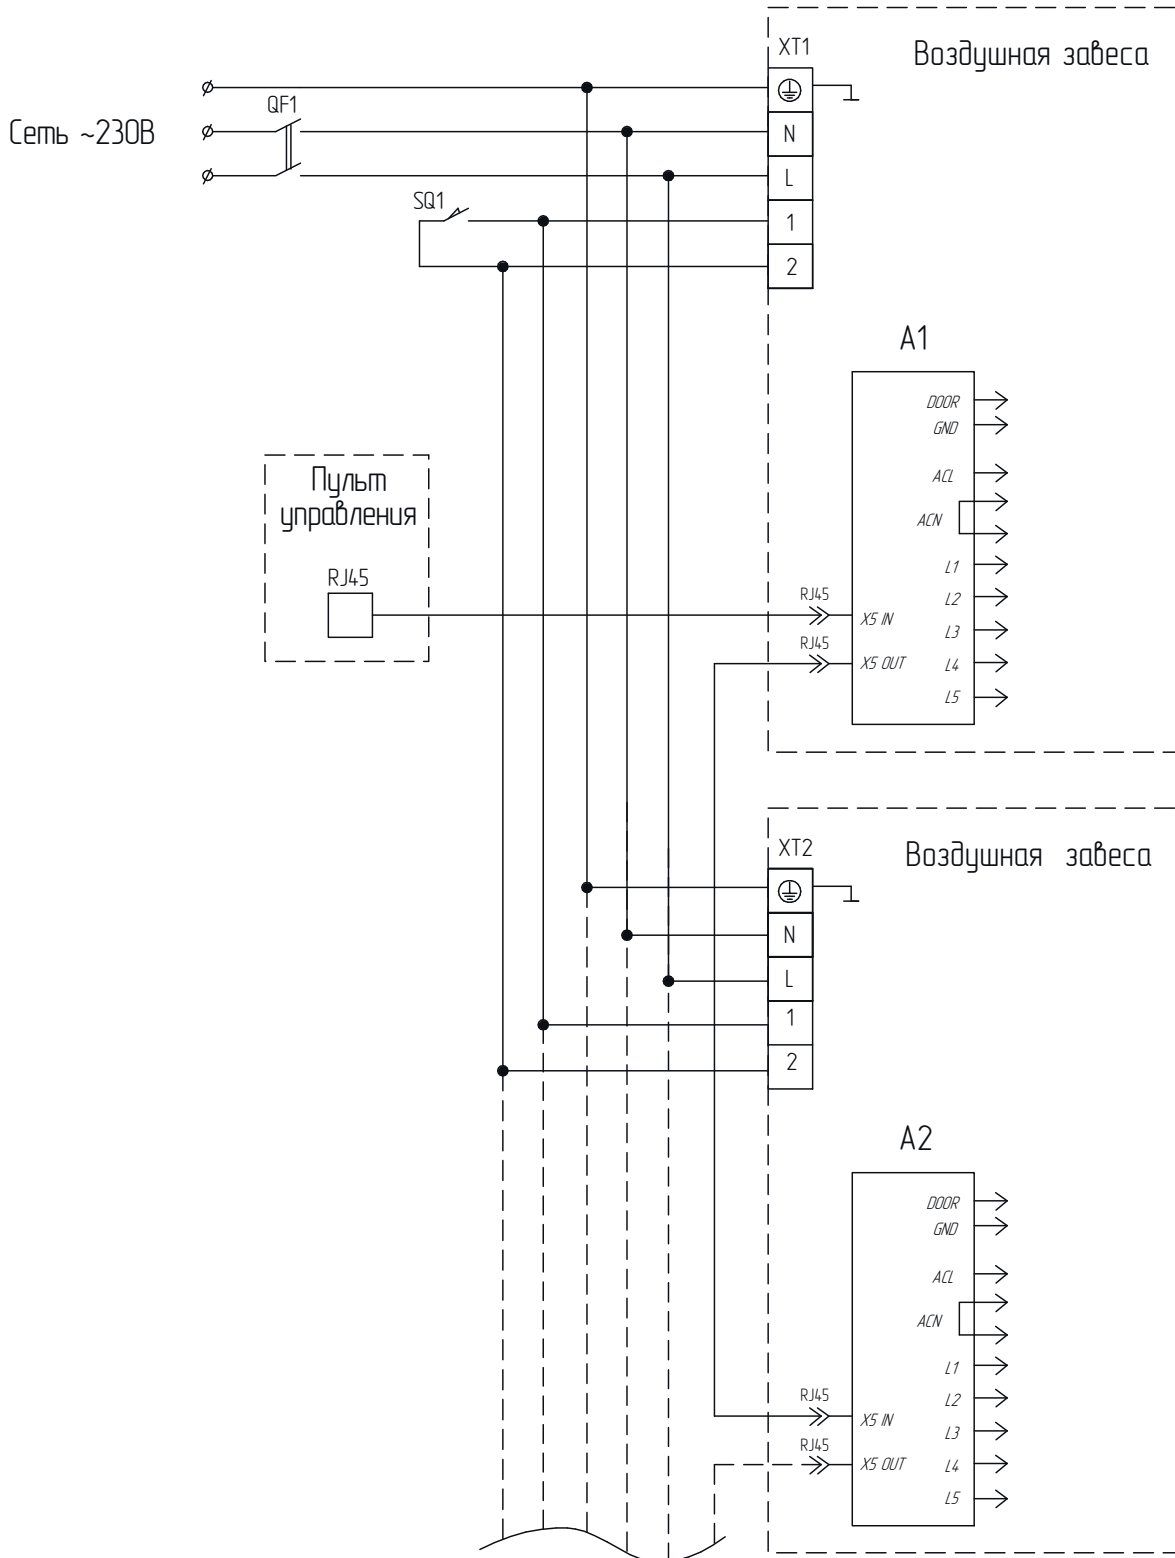 XT1
Воздушная завеса
QF1
Сеть ~230В
N
L
SQ1
1
2
A1
DOOR
GND
Пульт
управления
ACL
ACN
RJ45
L1
RJ45
L2
X5 IN
L3
RJ45
X5 OUT
L4
L5
XT2
Воздушная завеса
N
L
1
2
A2
DOOR
GND
ACL
ACN
L1
RJ45
L2
X5 IN
L3
RJ45
X5 OUT
L4
L5